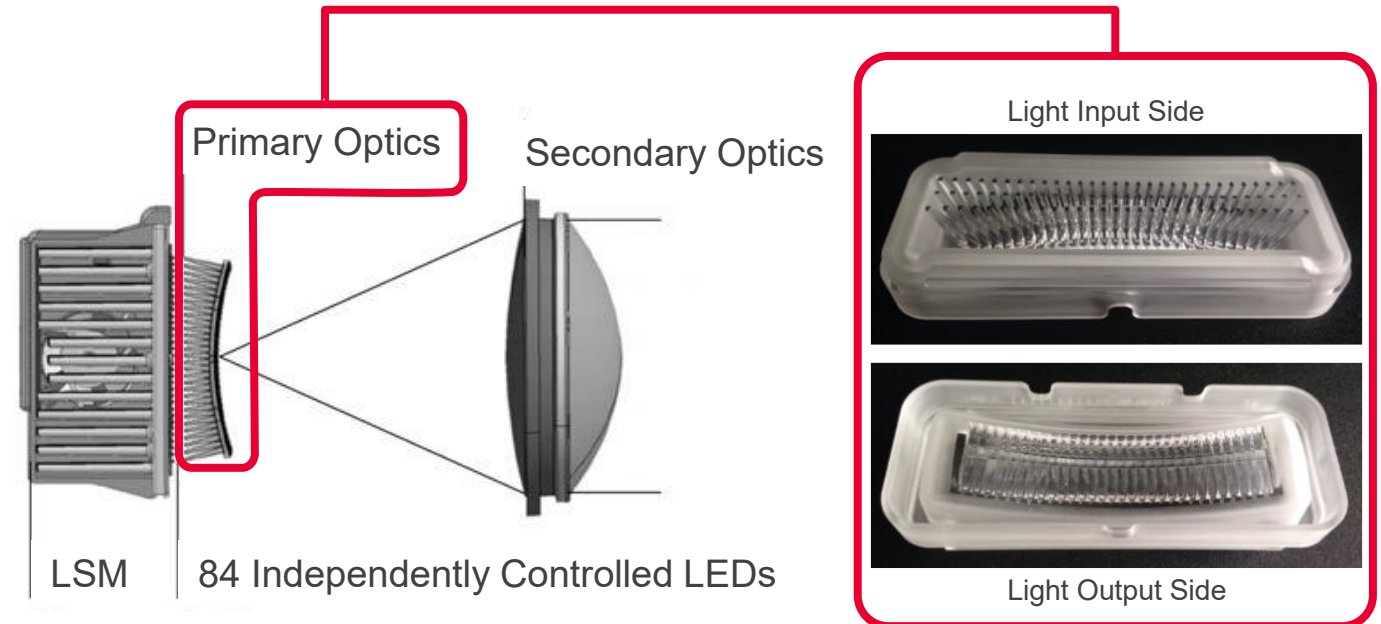 Light Input Side
Primary Optics
Secondary Optics
LSM
84 Independently Controlled LEDs
Light Output Side